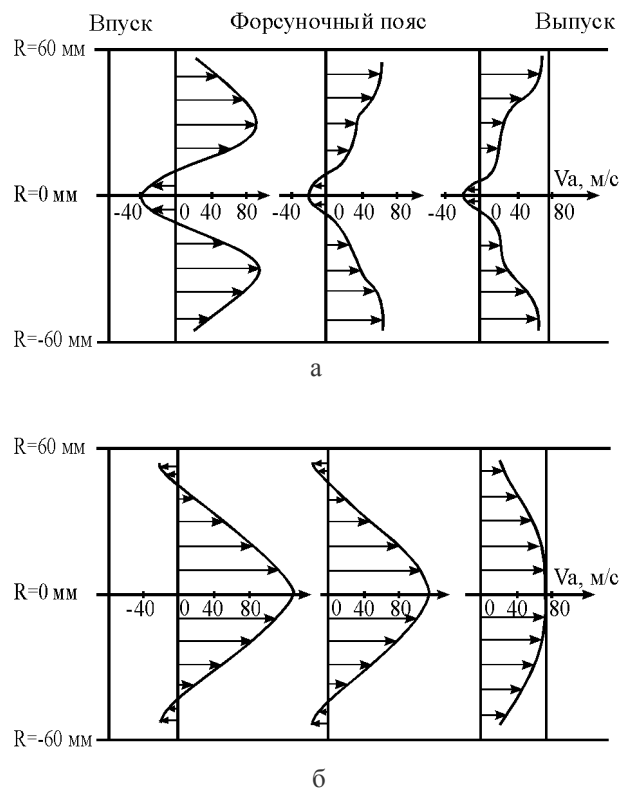 Впуск Форсуночный пояс Выпуск
R=60 мм
R=0 мм
Va, м/с
-40 0 40 80 -40 0 40 80 -40 0 40 80
R=-60 мм
а
R=60 мм
R=0 мм
Va, м/с
-40 0 40 80 0 40 80 0 40 80
R=-60 мм
б